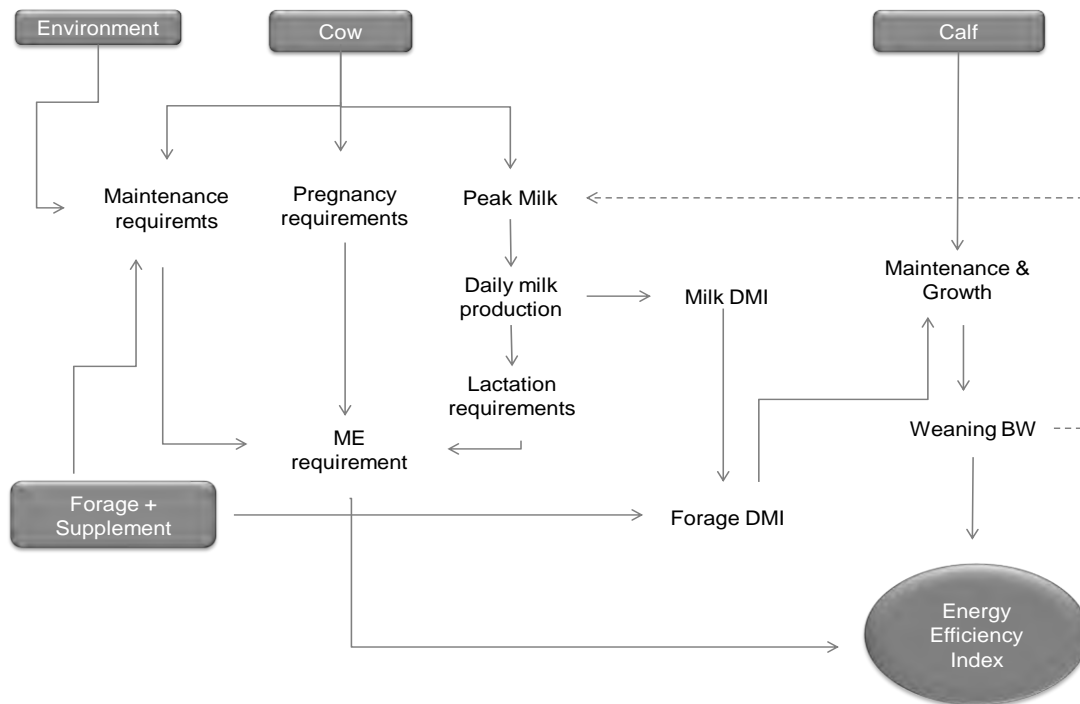 Environment
Cow
Calf
Maintenance
requiremts
Pregnancy
requirements
Peak Milk
Maintenance &
Growth
Daily milk
production
Milk DMI
Lactation
requirements
ME
requirement
Weaning BW
Forage +
Supplement
Forage DMI
Energy
Efficiency
Index